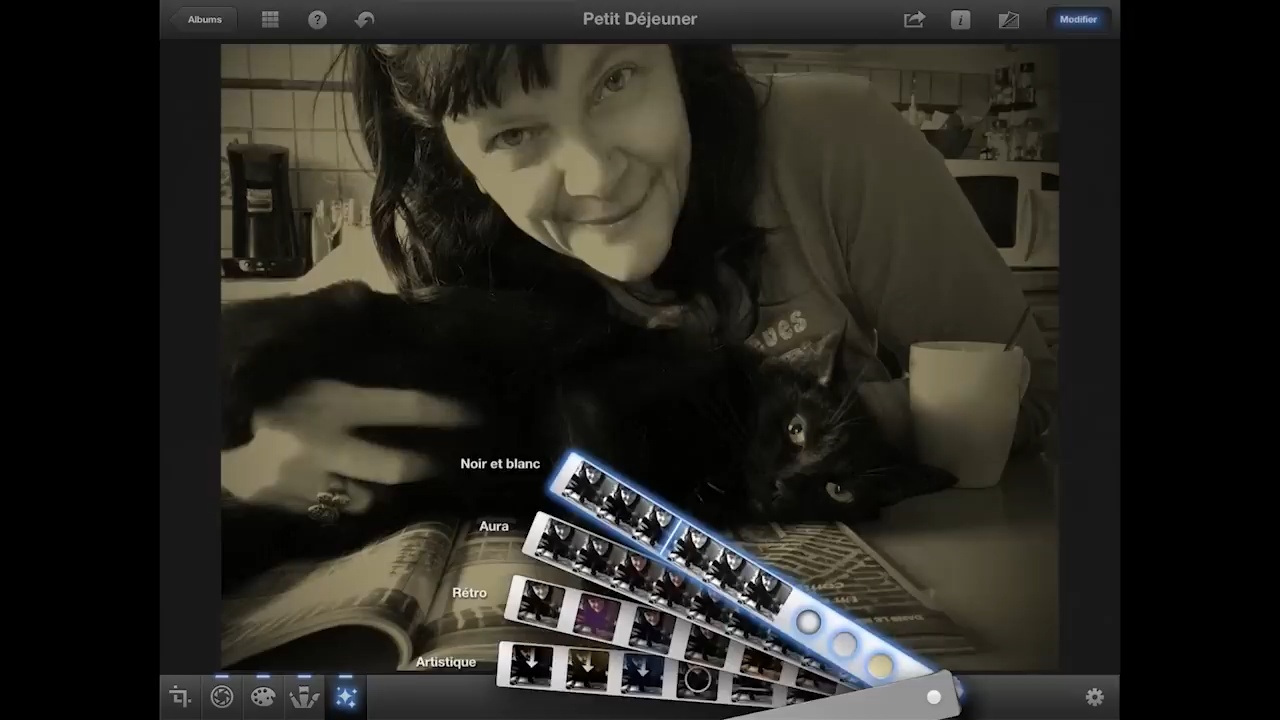 Albums
?
Petit Déjeuner
i
Modifier
Noir et blanc
Aura
Rétro
Artistique